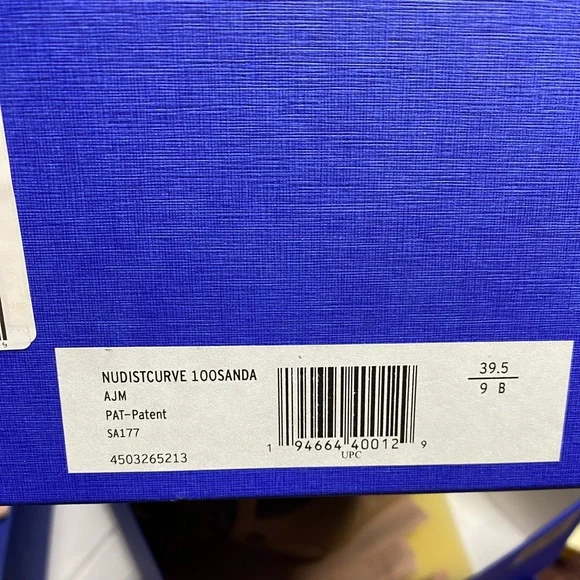 NUDISTCURVE 100SANDA
AJM
PAT-Patent
SA177
4503265213
1 94664 40012 9
UPC
39.5
9 B